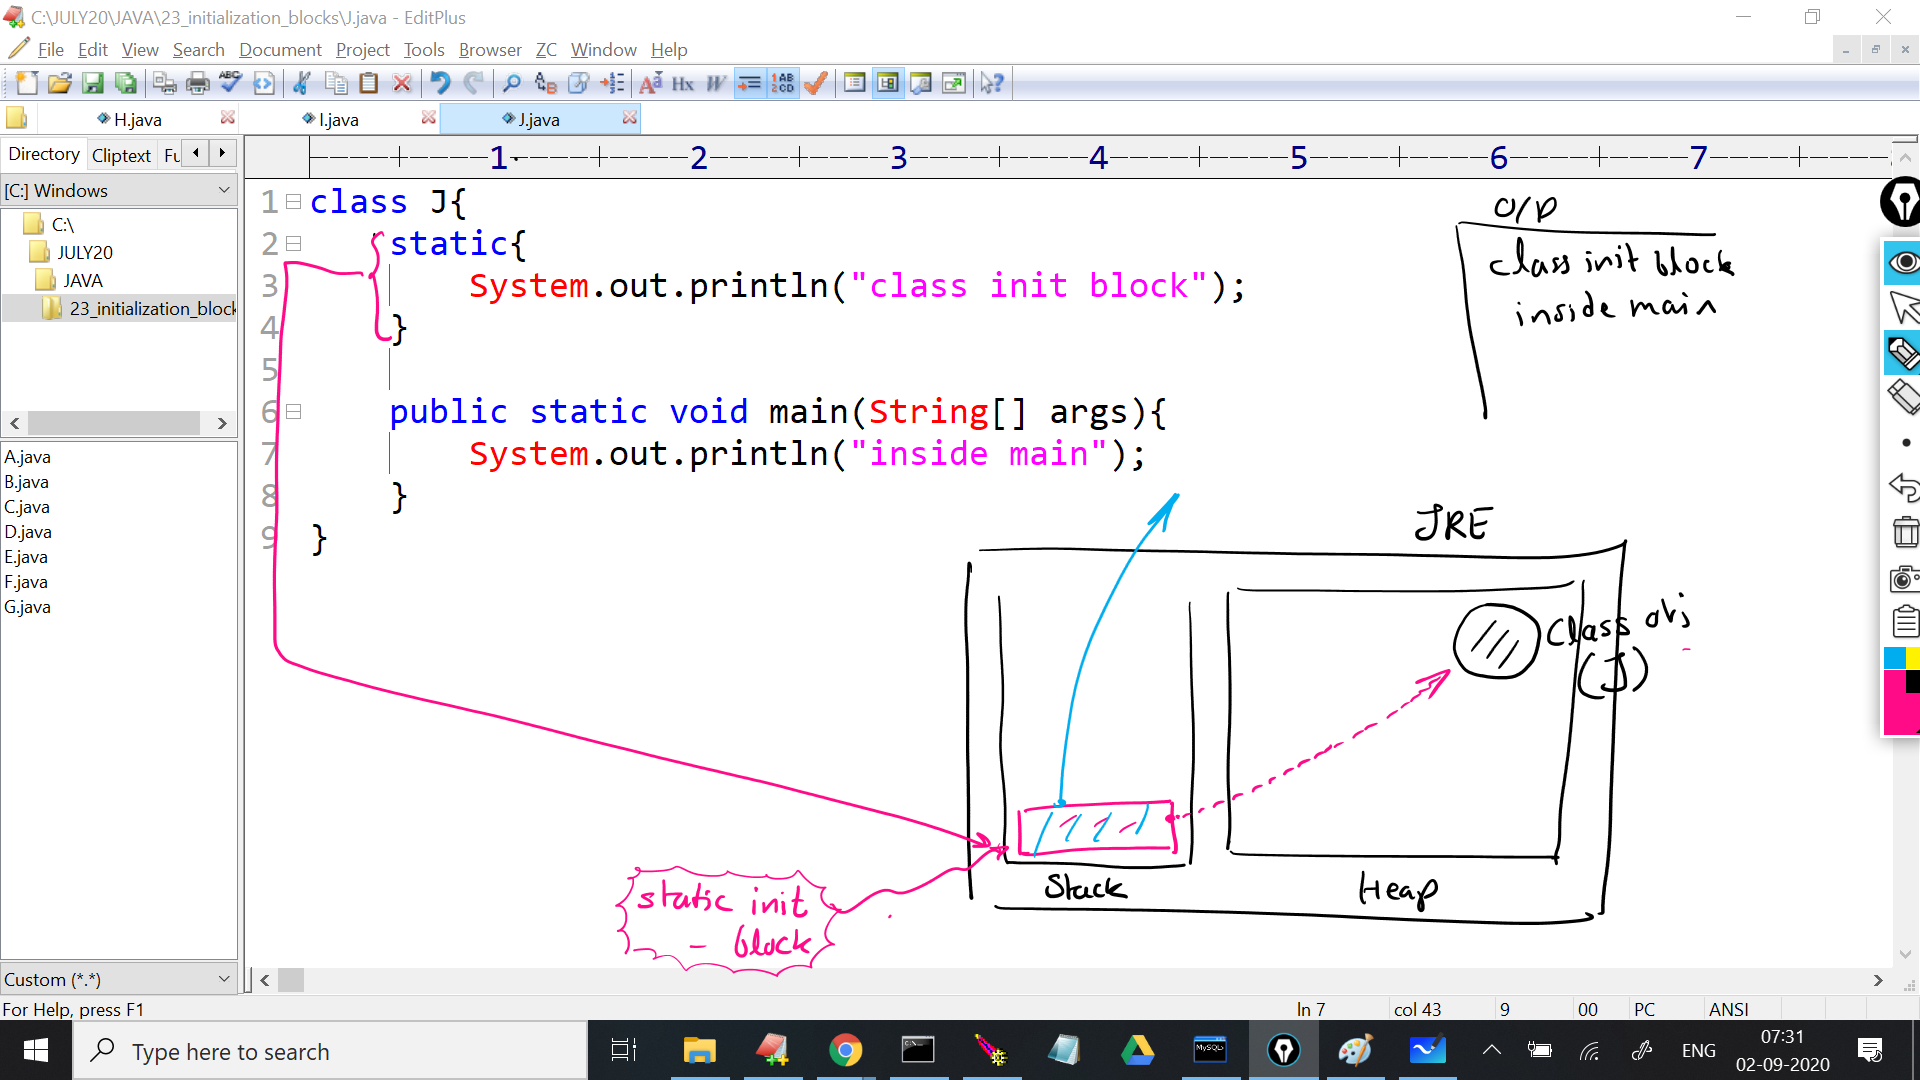 C:\JULY20\JAVA\23_initialization_blocks\J.java - EditPlus
File Edit View Search Document Project Tools Browser ZC Window Help
H.java I.java J.java
Directory Cliptext Fu
1 2 3 4 5 6 7
[C:] Windows
C:\
JULY20
JAVA
23_initialization_block
A.java
B.java
C.java
D.java
E.java
F.java
G.java
Custom (*.*)
1 class J{
2 static{
3 System.out.println("class init block");
4 }
5
6 public static void main(String[] args){
7 System.out.println("inside main");
8 }
9 }
O/P
class init block
inside main
JRE
Class obj
(J)
Stack
Heap
static init
- block
For Help, press F1
ln 7 col 43 9 00 PC ANSI
Type here to search
MySQL
ENG
07:31
02-09-2020